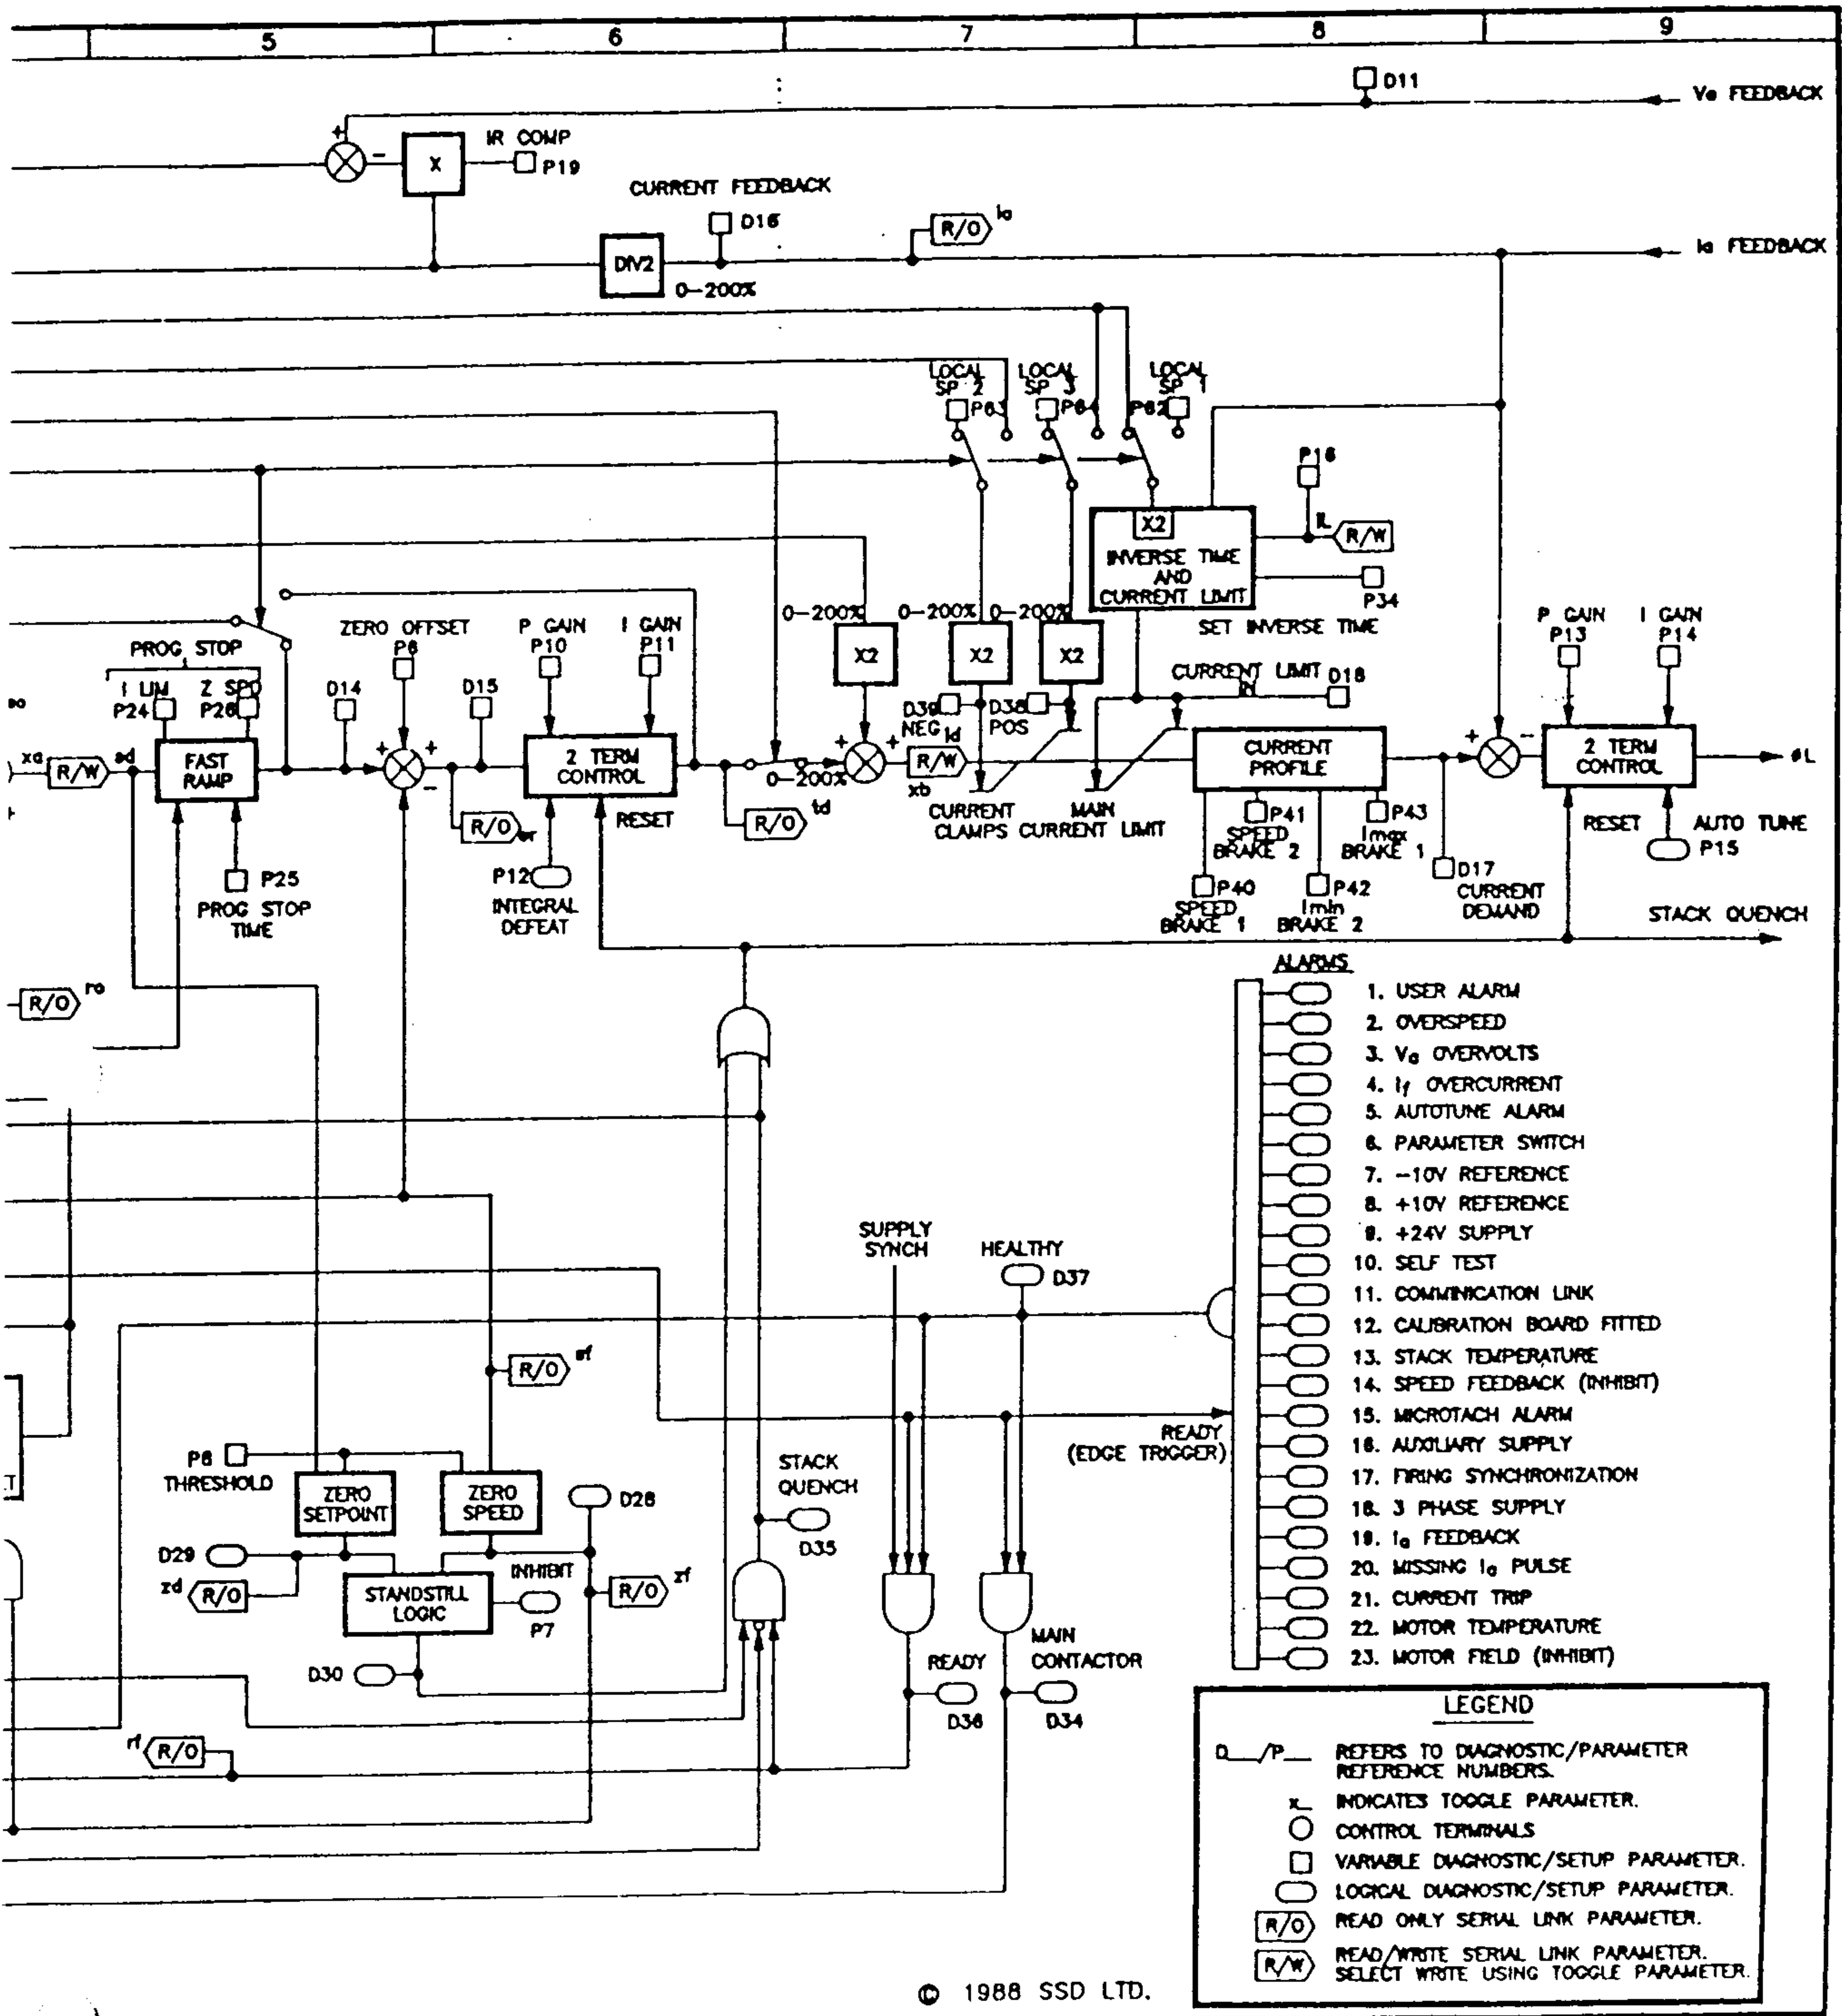 5 6 7 8 9
D11
Va FEEDBACK
+
-
X
IR COMP
P19
CURRENT FEEDBACK
D16
R/O
Ia
DIV2
0-200%
Ia FEEDBACK
LOCAL SP 2
LOCAL SP 3
LOCAL SP 1
P63
P64
P62
P16
X2
IL
R/W
INVERSE TIME
AND
CURRENT LIMIT
P34
SET INVERSE TIME
0-200%
0-200%
0-200%
X2
X2
X2
PROG STOP
I LIM
P24
Z SPD
P26
ZERO OFFSET
P6
P GAIN
P10
I GAIN
P11
P GAIN
P13
I GAIN
P14
D14
D15
D39
NEG
D38
POS
CURRENT LIMIT
IN
D18
xa
R/W
sd
FAST
RAMP
+
+
-
2 TERM
CONTROL
0-200%
+
+
R/W
Id
xb
CURRENT
PROFILE
+
-
2 TERM
CONTROL
øL
R/O
er
RESET
R/O
td
CURRENT
CLAMPS
MAIN
CURRENT LIMIT
P41
SPEED
BRAKE 2
P43
Imax
BRAKE 1
RESET
AUTO TUNE
P15
P25
PROG STOP
TIME
P12
INTEGRAL
DEFEAT
P40
SPEED
BRAKE 1
P42
Imin
BRAKE 2
D17
CURRENT
DEMAND
STACK QUENCH
R/O
ro
ALARMS
1. USER ALARM
2. OVERSPEED
3. Va OVERVOLTS
4. If OVERCURRENT
5. AUTOTUNE ALARM
6. PARAMETER SWITCH
7. -10V REFERENCE
8. +10V REFERENCE
9. +24V SUPPLY
10. SELF TEST
11. COMMINICATION LINK
12. CALIBRATION BOARD FITTED
13. STACK TEMPERATURE
14. SPEED FEEDBACK (INHIBIT)
15. MICROTACH ALARM
16. AUXILIARY SUPPLY
17. FIRING SYNCHRONIZATION
18. 3 PHASE SUPPLY
19. Ia FEEDBACK
20. MISSING Ia PULSE
21. CURRENT TRIP
22. MOTOR TEMPERATURE
23. MOTOR FIELD (INHIBIT)
SUPPLY
SYNCH
HEALTHY
D37
R/O
sf
READY
(EDGE TRIGGER)
P8
THRESHOLD
ZERO
SETPOINT
ZERO
SPEED
D28
STACK
QUENCH
D35
D29
zd
R/O
STANDSTILL
LOGIC
INHIBIT
P7
R/O
zf
D30
READY
D36
MAIN
CONTACTOR
D34
rf
R/O
LEGEND
D__/P__ REFERS TO DIAGNOSTIC/PARAMETER
REFERENCE NUMBERS.
x_ INDICATES TOGGLE PARAMETER.
CONTROL TERMINALS
VARIABLE DIAGNOSTIC/SETUP PARAMETER.
LOGICAL DIAGNOSTIC/SETUP PARAMETER.
R/O READ ONLY SERIAL LINK PARAMETER.
R/W READ/WRITE SERIAL LINK PARAMETER.
SELECT WRITE USING TOGGLE PARAMETER.
© 1988 SSD LTD.